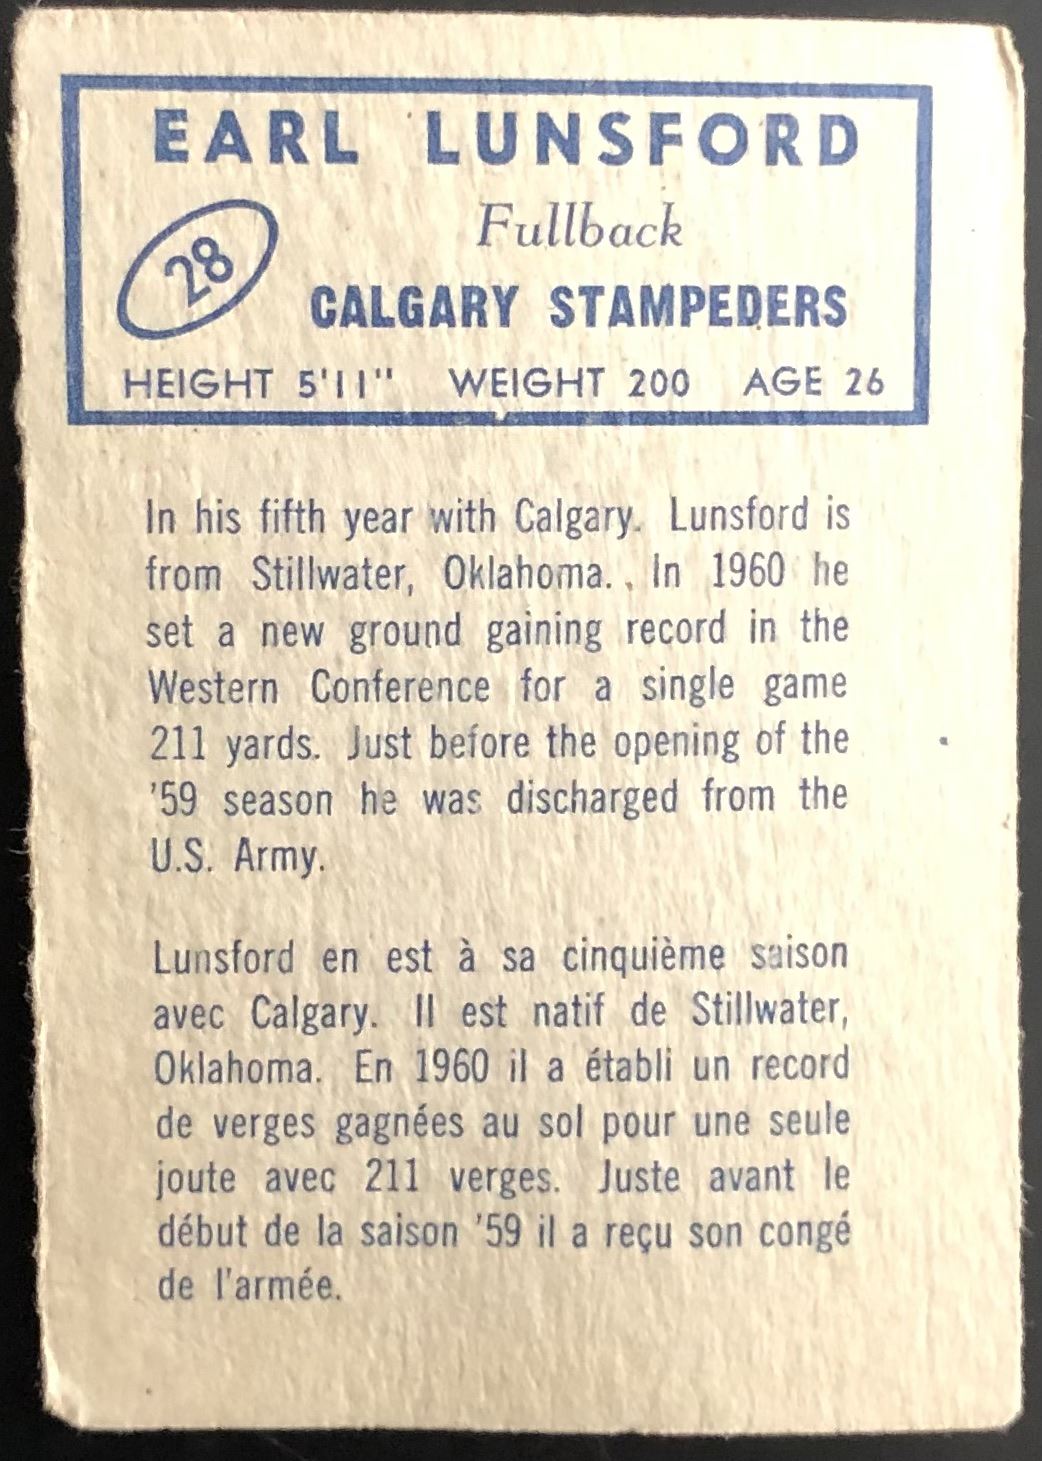 EARL LUNSFORD
Fullback
28
CALGARY STAMPEDERS
HEIGHT 5'11" WEIGHT 200 AGE 26
In his fifth year with Calgary. Lunsford is
from Stillwater, Oklahoma. . In 1960 he
set a new ground gaining record in the
Western Conference for a single game
211 yards. Just before the opening of the
'59 season he was discharged from the
U.S. Army.
Lunsford en est à sa cinquième saison
avec Calgary. Il est natif de Stillwater,
Oklahoma. En 1960 il a établi un record
de verges gagnées au sol pour une seule
joute avec 211 verges. Juste avant le
début de la saison '59 il a reçu son congé
de l'armée.